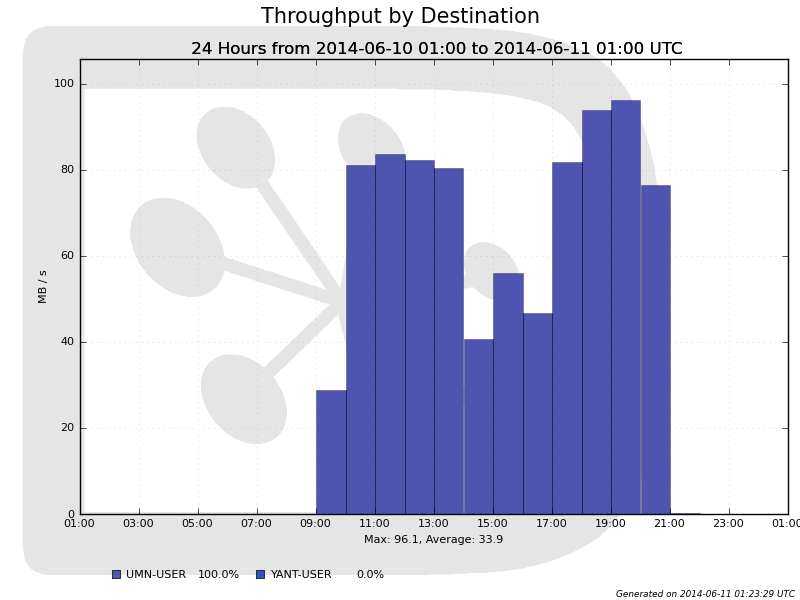 Throughput by Destination
24 Hours from 2014-06-10 01:00 to 2014-06-11 01:00 UTC
100
80
60
40
20
0
MB / s
01:00 03:00 05:00 07:00 09:00 11:00 13:00 15:00 17:00 19:00 21:00 23:00 01:00
Max: 96.1, Average: 33.9
UMN-USER 100.0% YANT-USER 0.0%
Generated on 2014-06-11 01:23:29 UTC